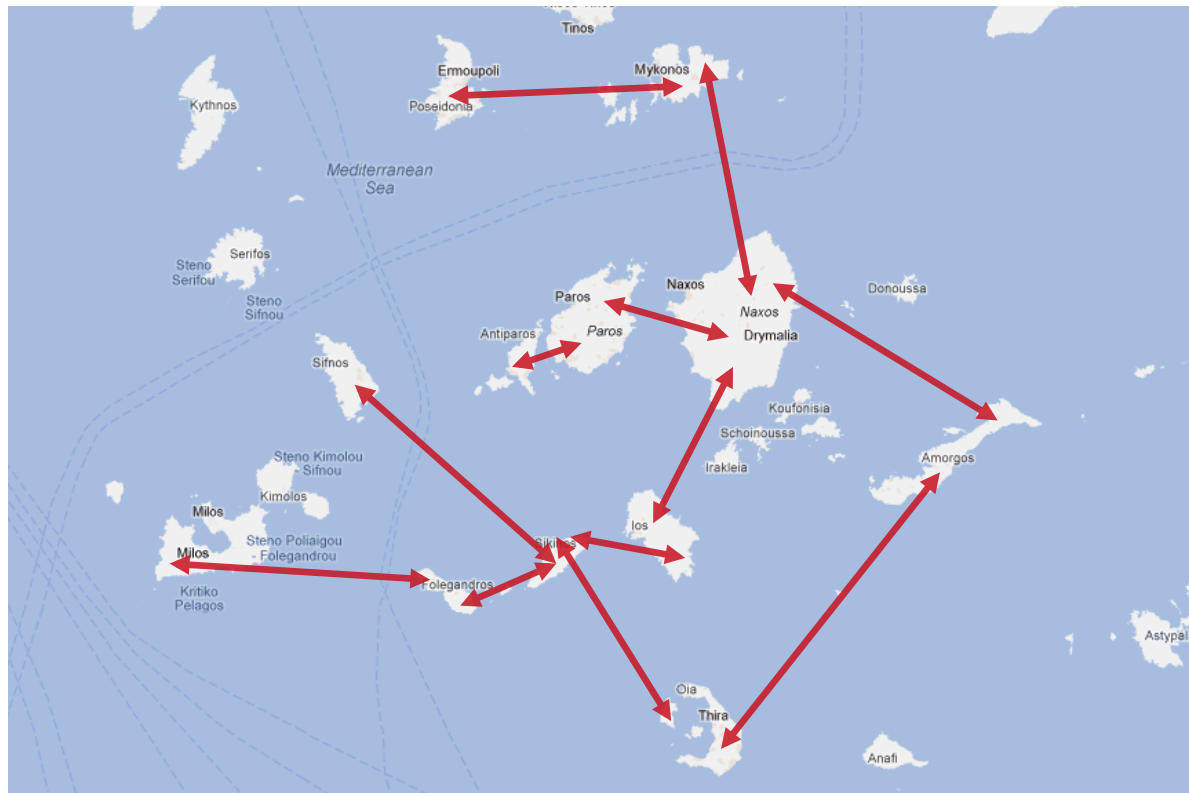 Tinos
Ermoupoli
Mykonos
Kythnos
Poseidonia
Mediterranean
Sea
Serifos
Steno
Serifou
Steno
Sifnou
Naxos
Donoussa
Paros
Naxos
Paros
Antiparos
Drymalia
Sifnos
Koufonisia
Schoinoussa
Steno Kimolou
- Sifnou
Amorgos
Irakleia
Kimolos
Milos
Ios
Steno Poliaigou
- Folegandrou
Milos
Folegandros
Kritiko
Pelagos
Astypal
Oia
Thira
Anafi